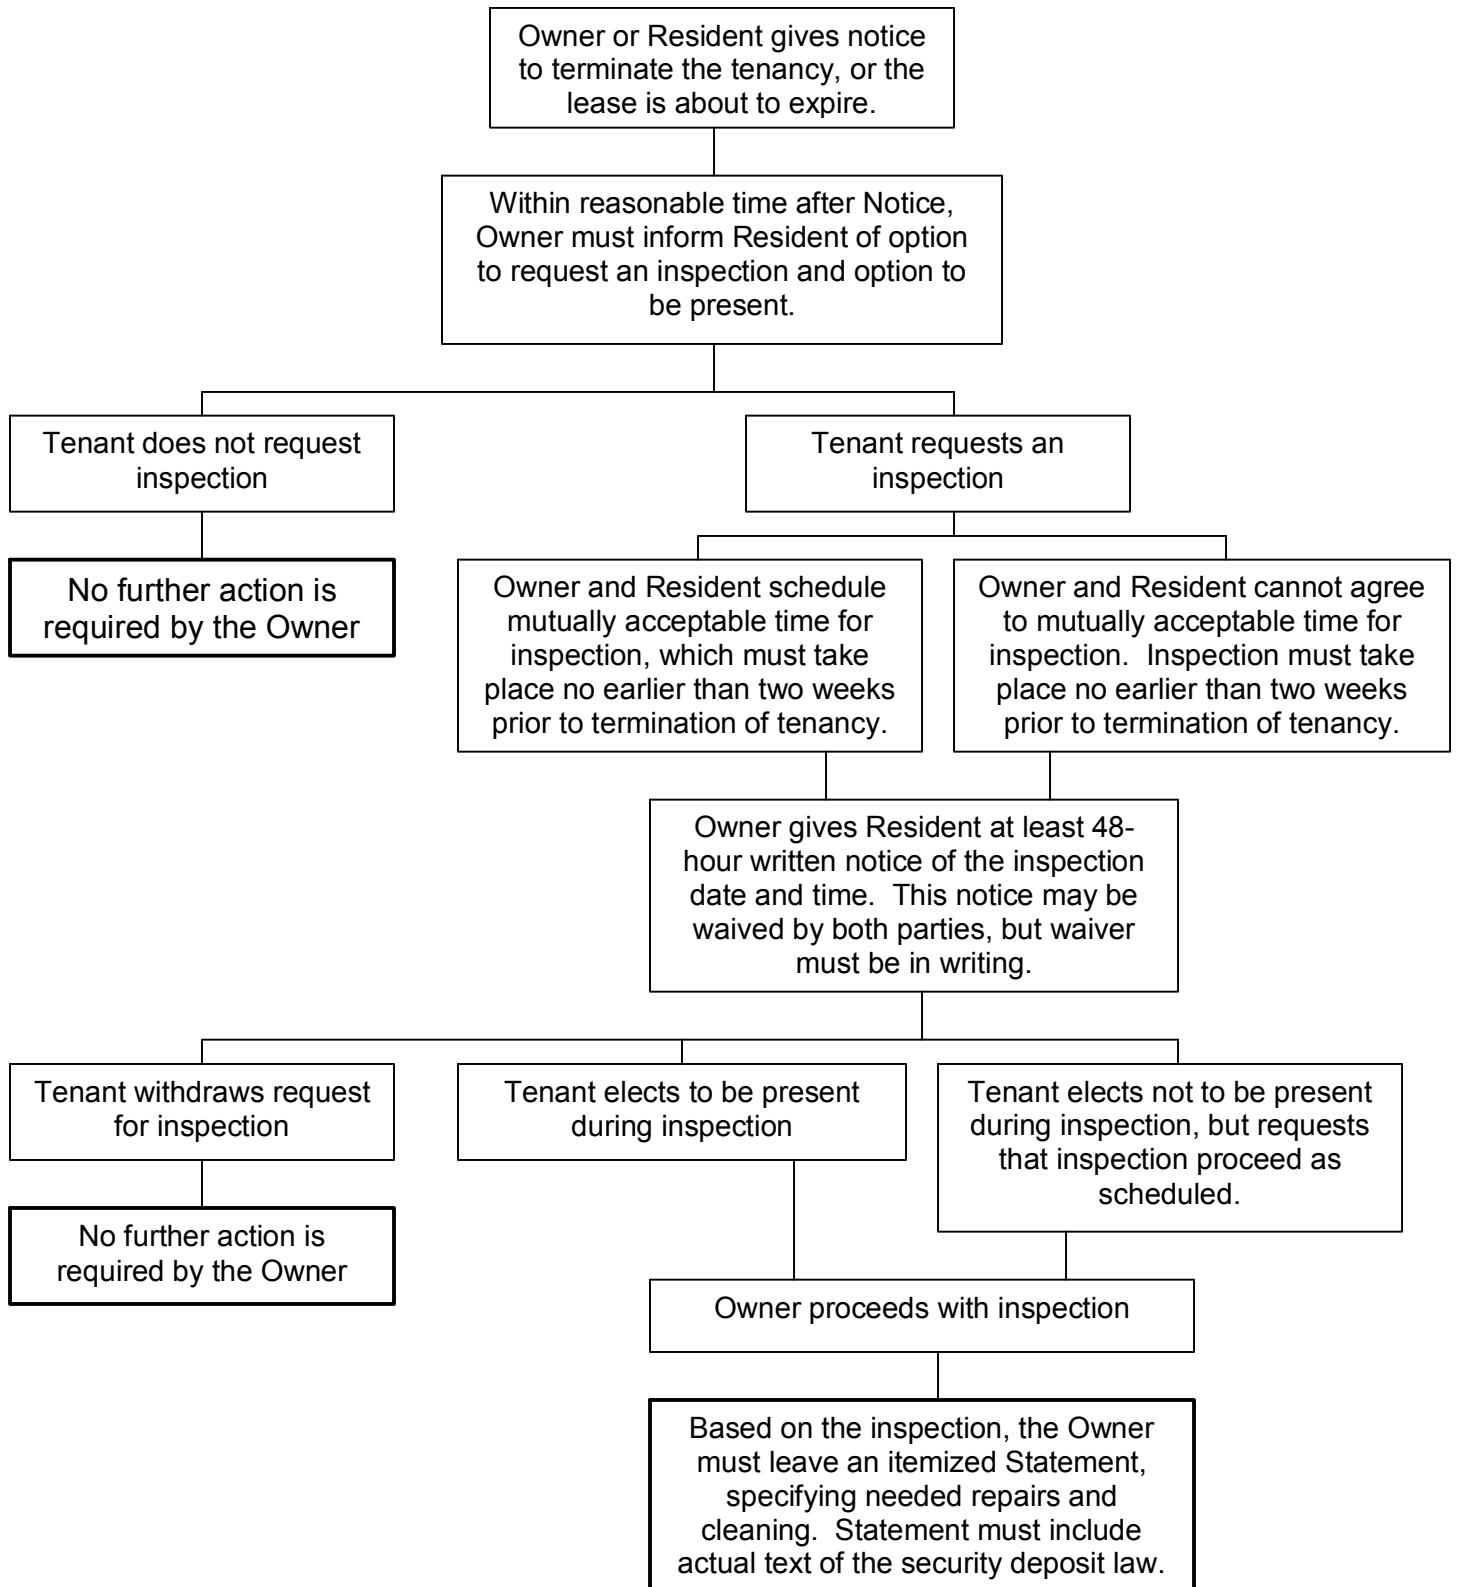 Owner or Resident gives notice
to terminate the tenancy, or the
lease is about to expire.
Within reasonable time after Notice,
Owner must inform Resident of option
to request an inspection and option to
be present.
Tenant does not request
inspection
Tenant requests an
inspection
No further action is
required by the Owner
Owner and Resident schedule
mutually acceptable time for
inspection, which must take
place no earlier than two weeks
prior to termination of tenancy.
Owner and Resident cannot agree
to mutually acceptable time for
inspection.  Inspection must take
place no earlier than two weeks
prior to termination of tenancy.
Owner gives Resident at least 48-
hour written notice of the inspection
date and time.  This notice may be
waived by both parties, but waiver
must be in writing.
Tenant withdraws request
for inspection
Tenant elects to be present
during inspection
Tenant elects not to be present
during inspection, but requests
that inspection proceed as
scheduled.
No further action is
required by the Owner
Owner proceeds with inspection
Based on the inspection, the Owner
must leave an itemized Statement,
specifying needed repairs and
cleaning.  Statement must include
actual text of the security deposit law.